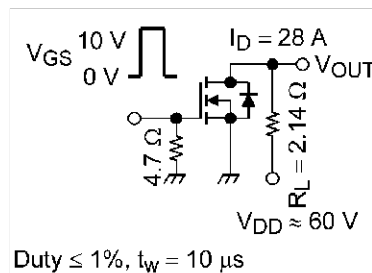 V_GS 10 V
0 V
I_D = 28 A
V_OUT
4.7 Ω
R_L = 2.14 Ω
V_DD ≈ 60 V
Duty ≤ 1%, t_w = 10 μs